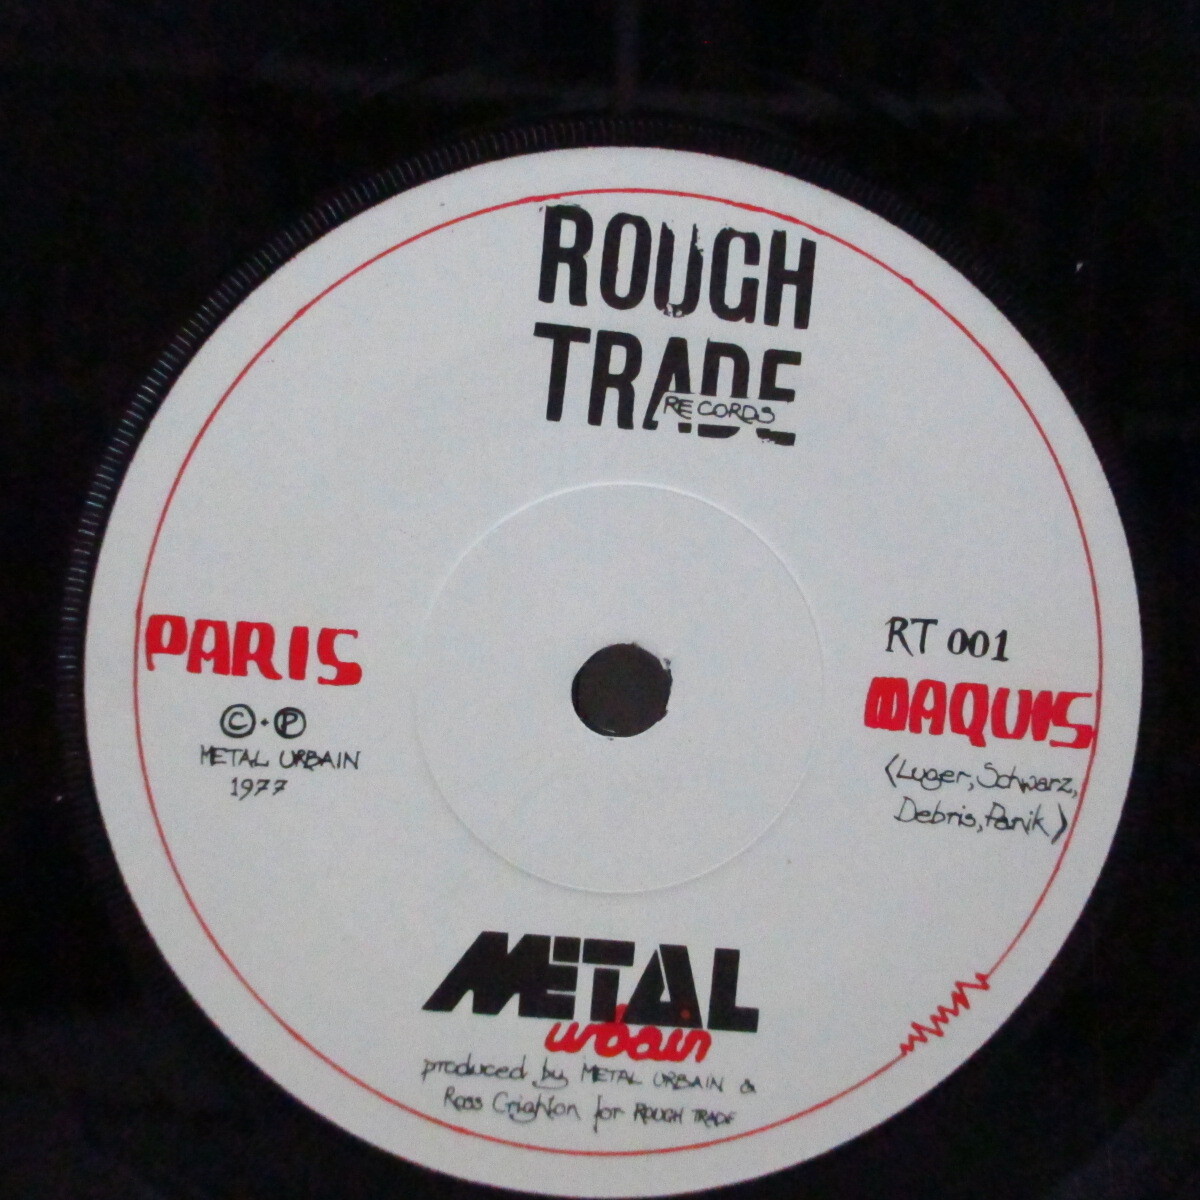 ROUGH
TRADE
RECORDS
PARIS
© • ℗
METAL URBAIN
1977
RT 001
MAQUIS
(Luger, Schwarz,
Debris, Panik)
METAL
urbain
produced by METAL URBAIN &
Ross Crighton for ROUGH TRADE